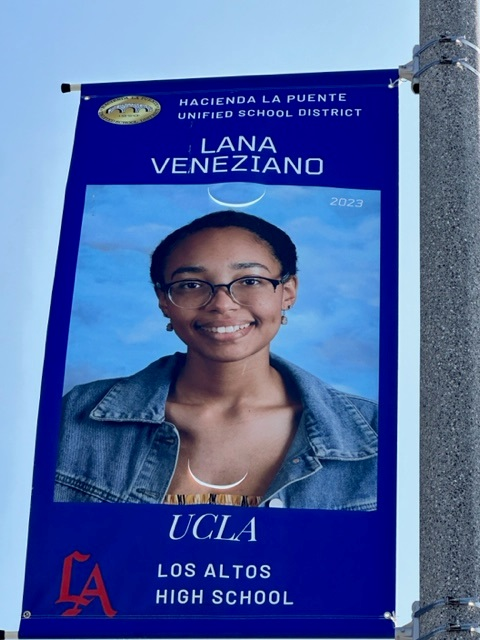 HACIENDA LA PUENTE
UNIFIED SCHOOL DISTRICT
LANA
VENEZIANO
2023
UCLA
LA
LOS ALTOS
HIGH SCHOOL